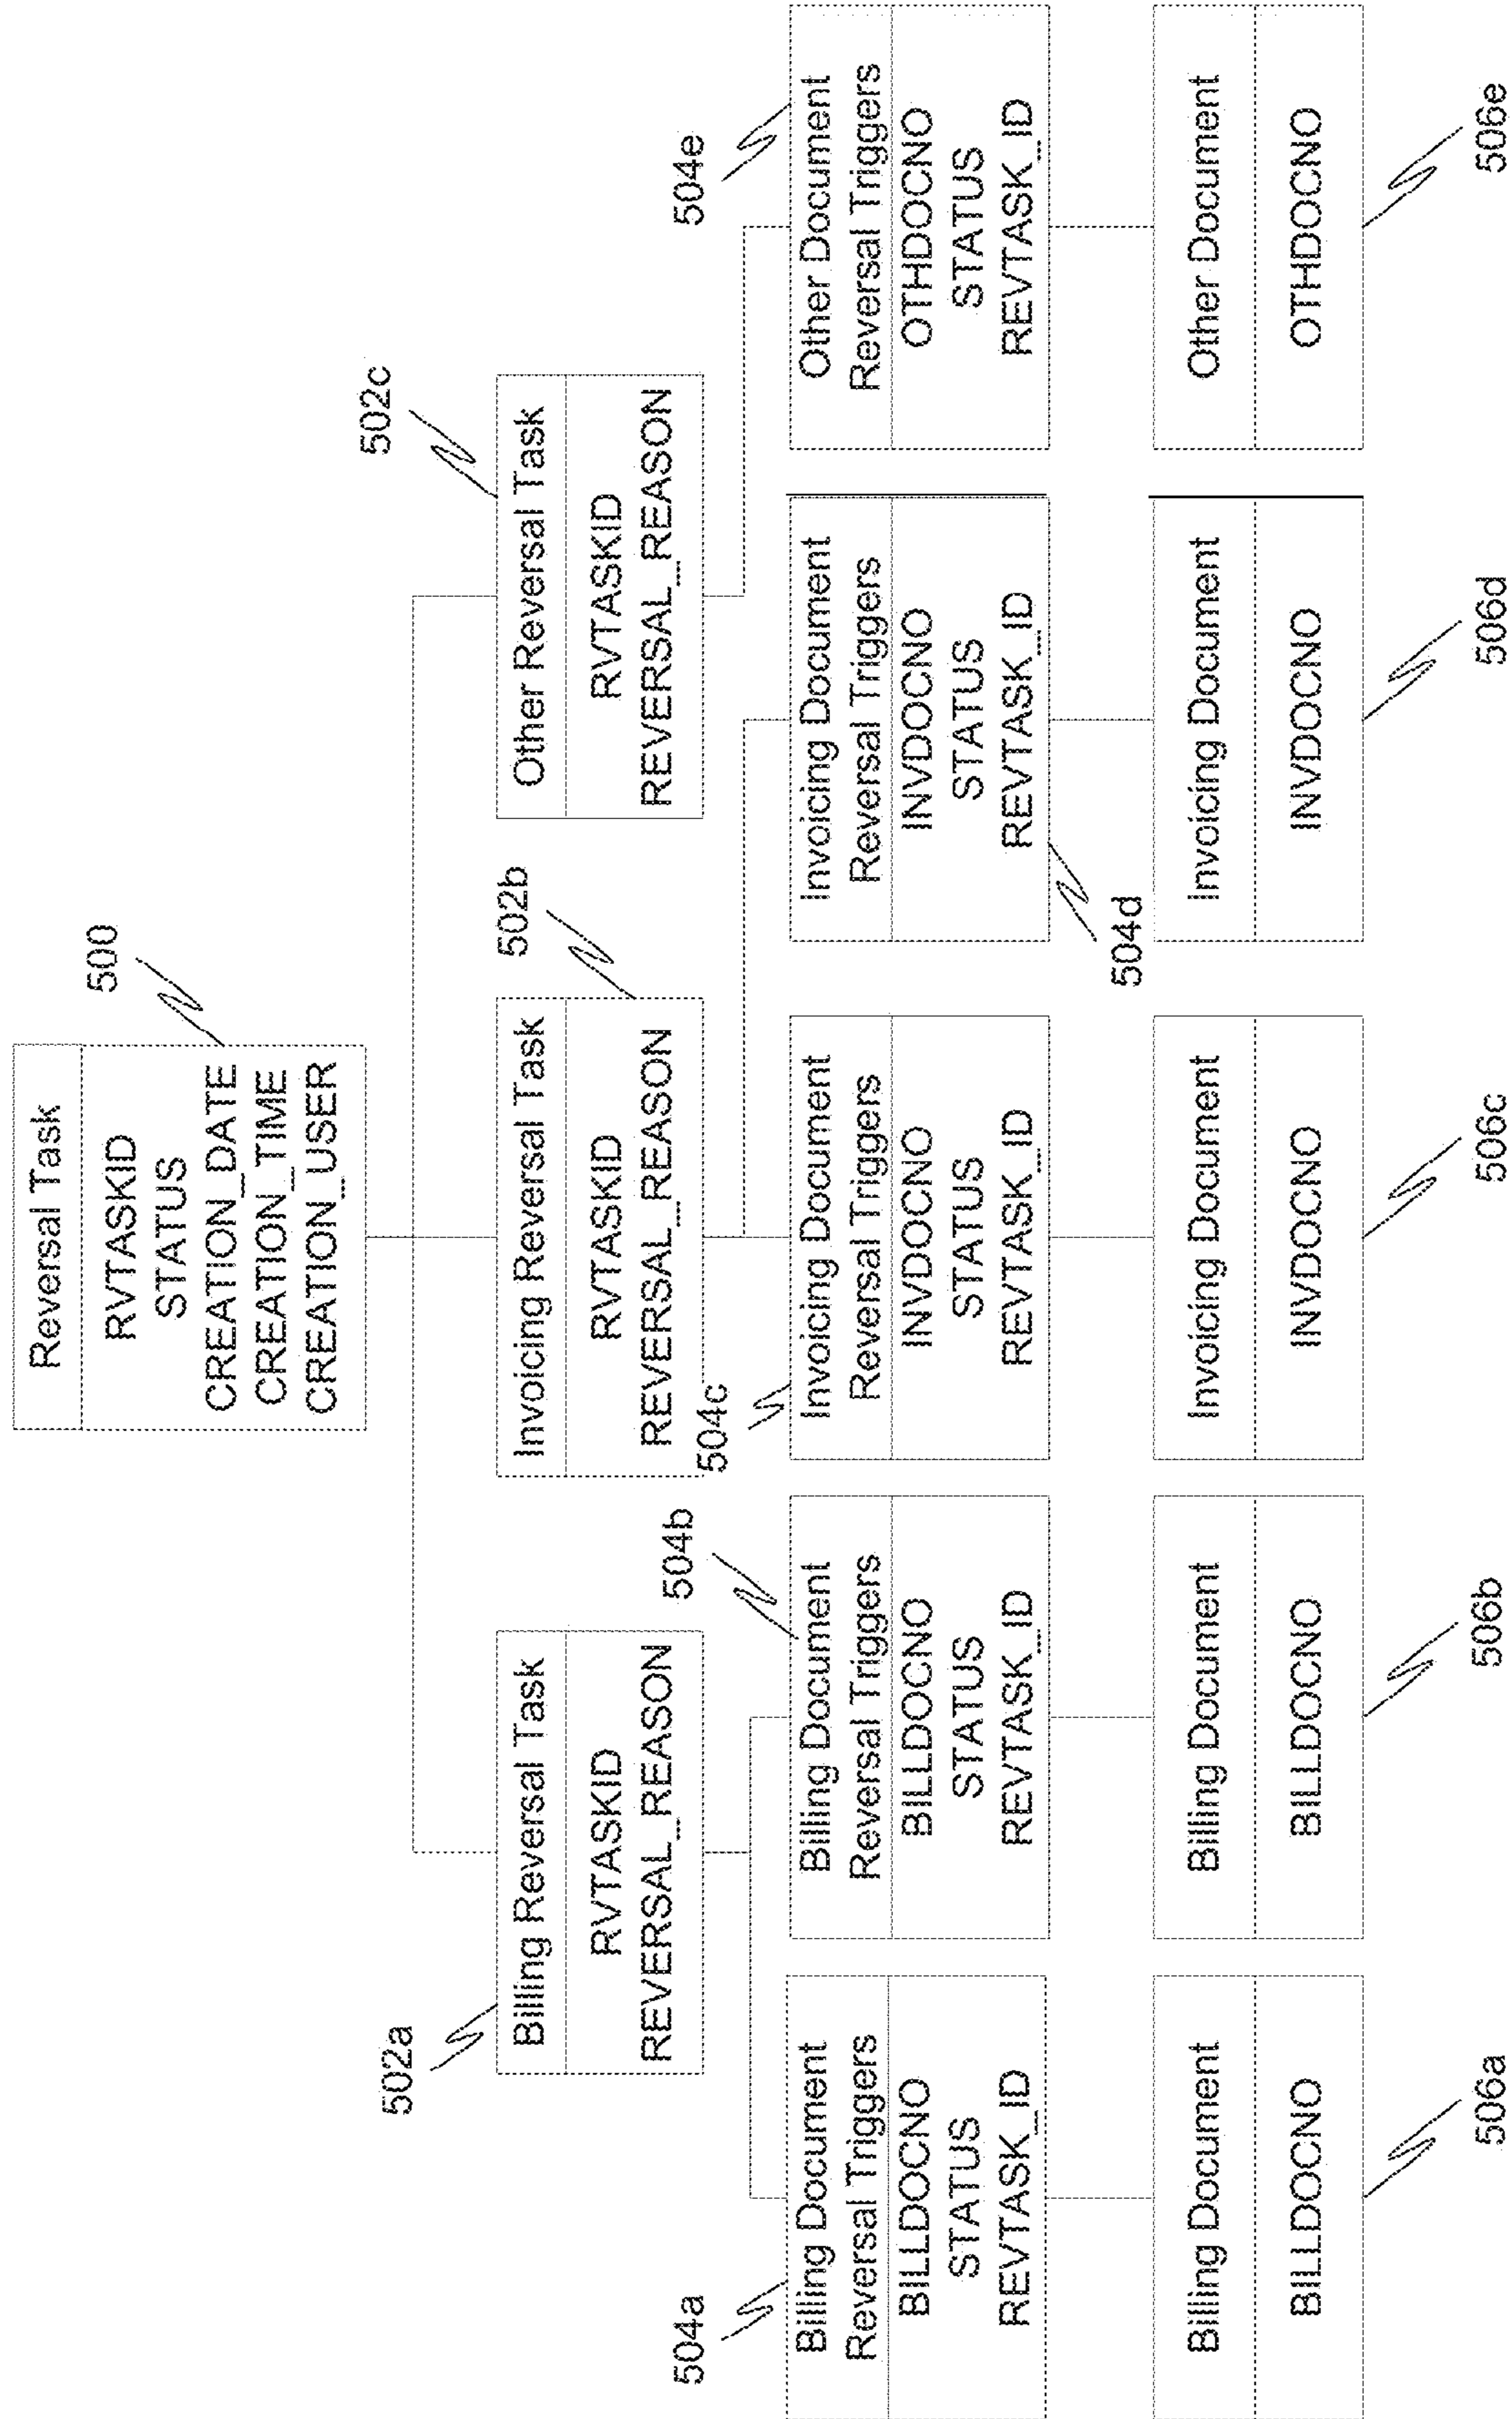 Reversal Task
RVTASKID
STATUS
CREATION_DATE
CREATION_TIME
CREATION_USER
500
502a
Billing Reversal Task
RVTASKID
REVERSAL_REASON
Invoicing Reversal Task
RVTASKID
REVERSAL_REASON
502b
502c
Other Reversal Task
RVTASKID
REVERSAL_REASON
504a
Billing Document
Reversal Triggers
BILLDOCNO
STATUS
REVTASK_ID
504b
Billing Document
Reversal Triggers
BILLDOCNO
STATUS
REVTASK_ID
504c
Invoicing Document
Reversal Triggers
INVDOCNO
STATUS
REVTASK_ID
Invoicing Document
Reversal Triggers
INVDOCNO
STATUS
REVTASK_ID
504d
504e
Other Document
Reversal Triggers
OTHDOCNO
STATUS
REVTASK_ID
Billing Document
BILLDOCNO
506a
Billing Document
BILLDOCNO
506b
Invoicing Document
INVDOCNO
506c
Invoicing Document
INVDOCNO
506d
Other Document
OTHDOCNO
506e